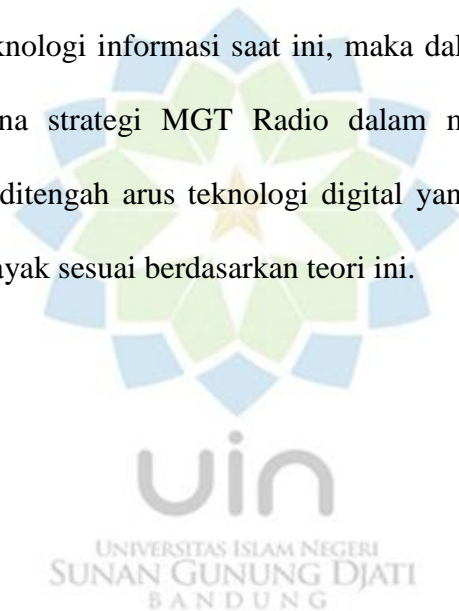 knologi informasi saat ini, maka dal
na strategi MGT Radio dalam m
ditengah arus teknologi digital yan
ayak sesuai berdasarkan teori ini.
uin
UNIVERSITAS ISLAM NEGERI
SUNAN GUNUNG DJATI
BANDUNG